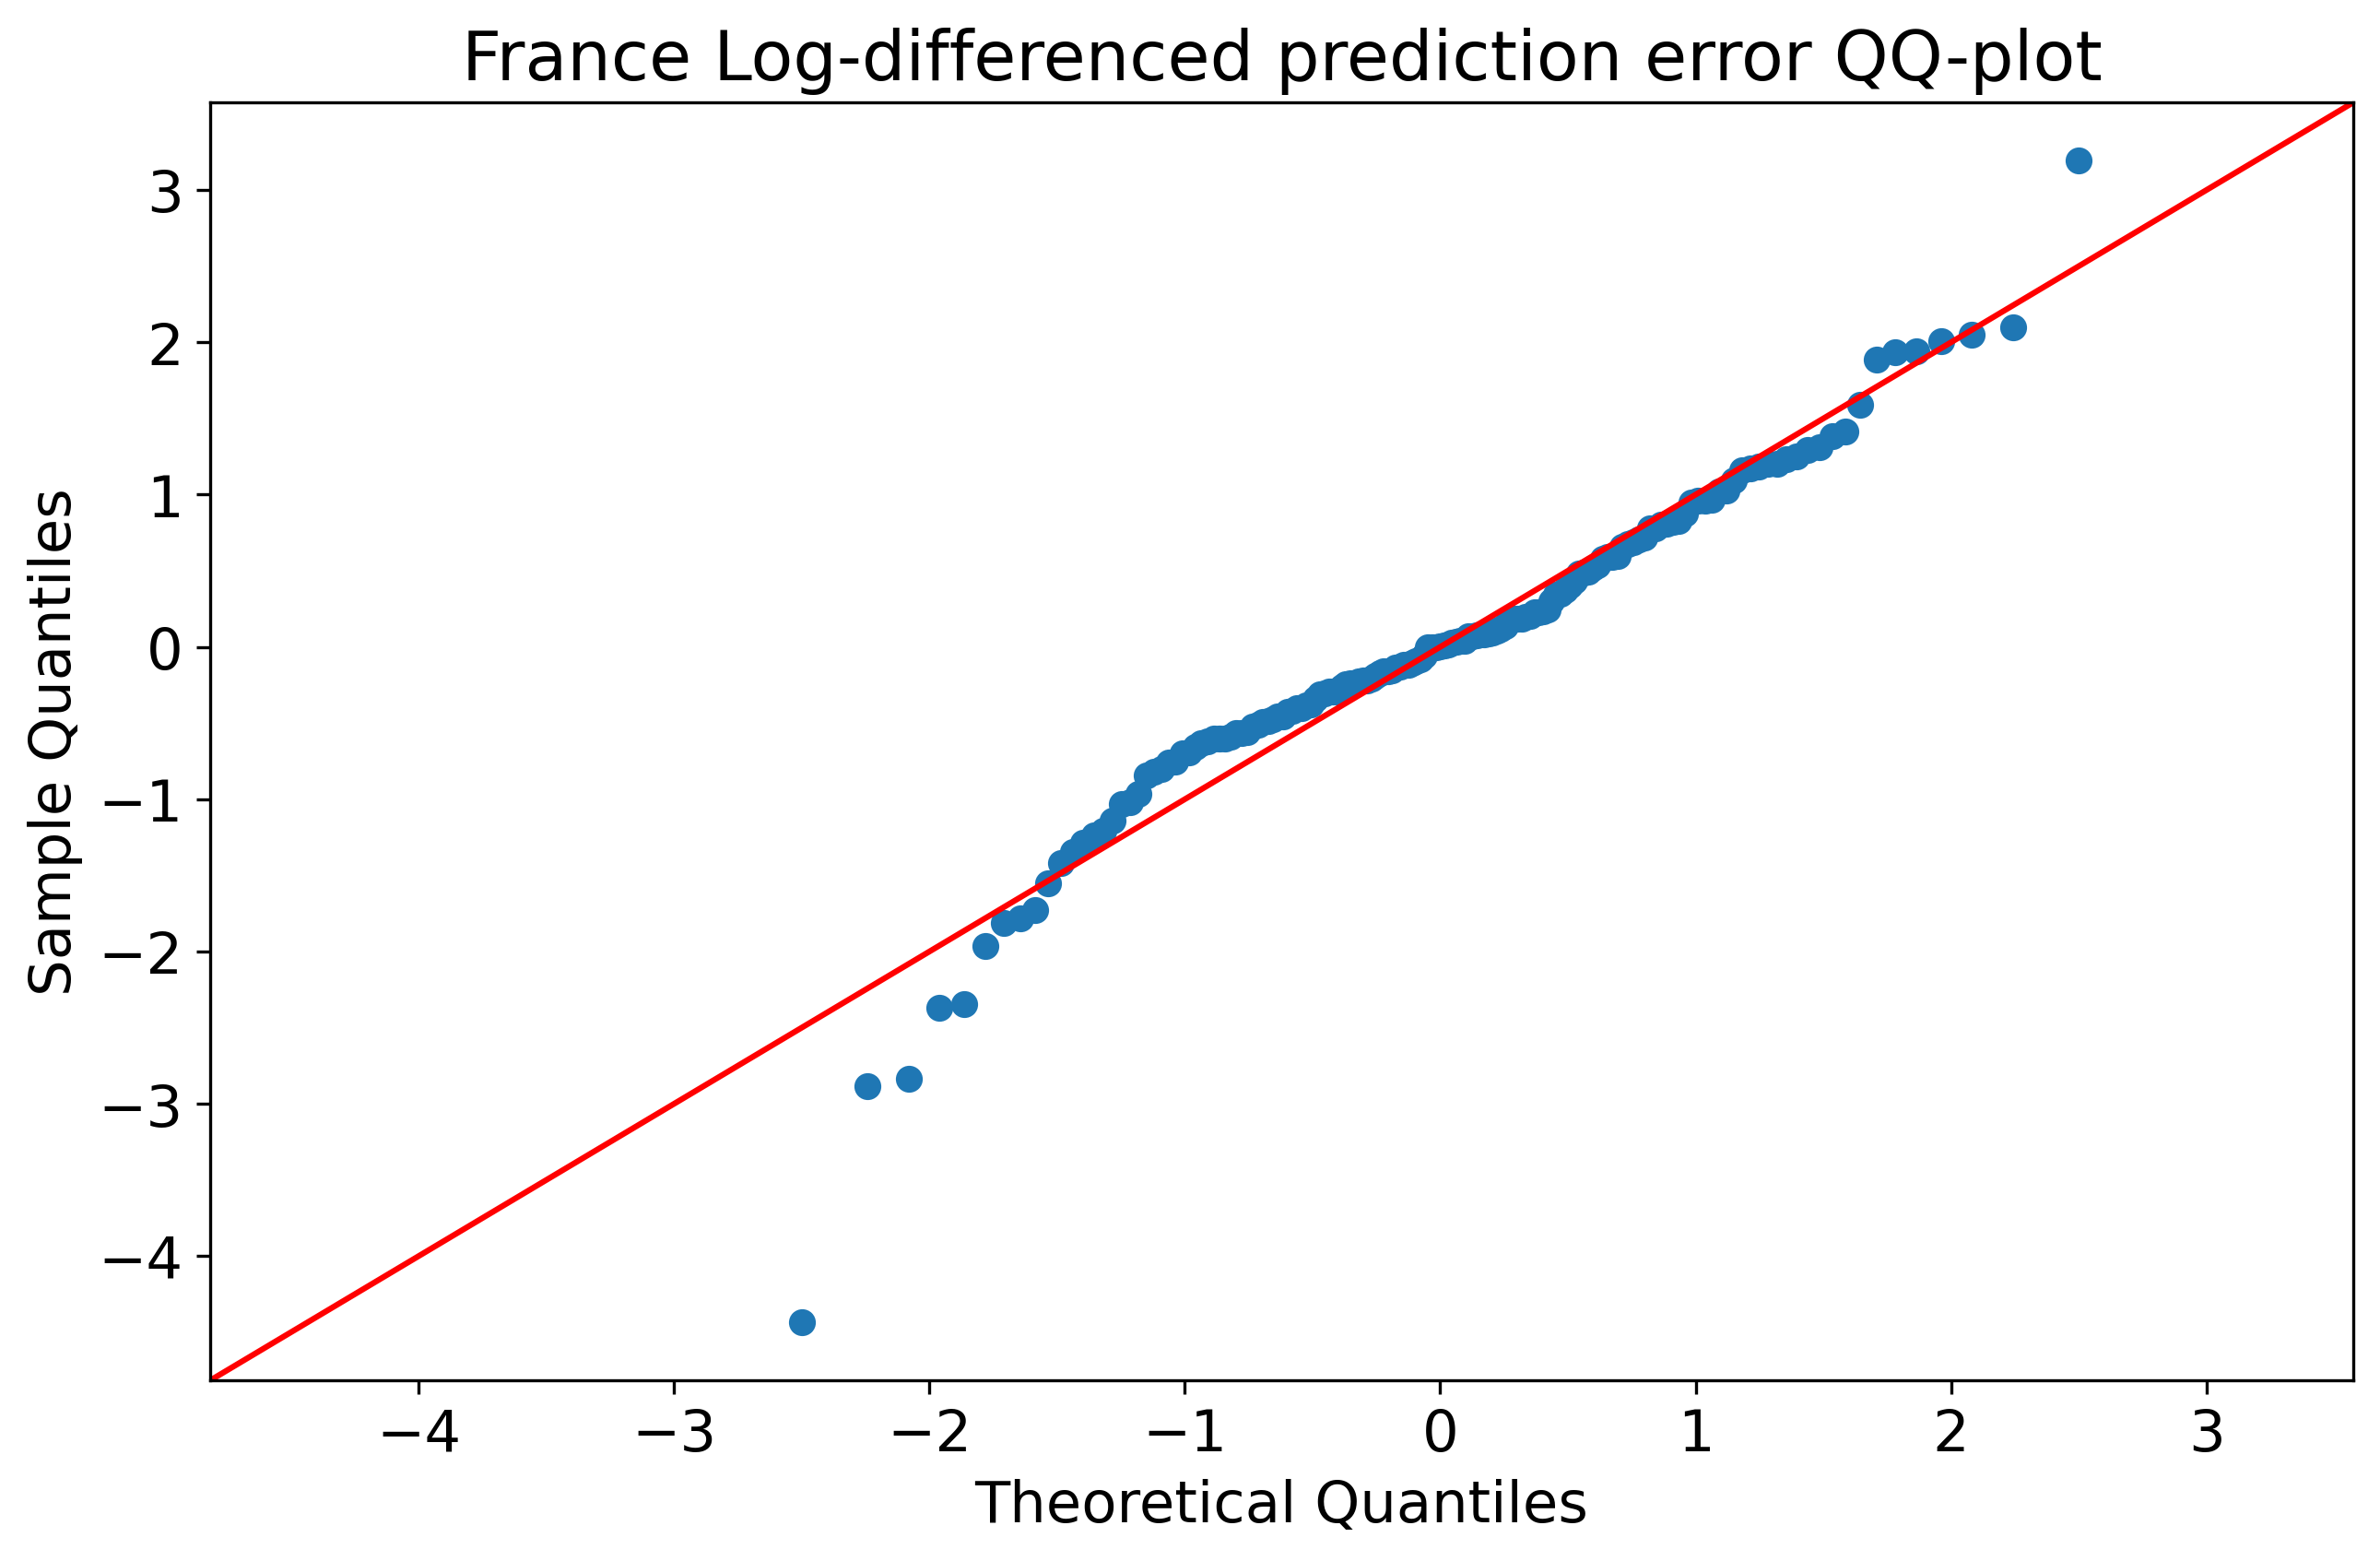 France Log-differenced prediction error QQ-plot
Sample Quantiles
3
2
1
0
−1
−2
−3
−4
−4 −3 −2 −1 0 1 2 3
Theoretical Quantiles